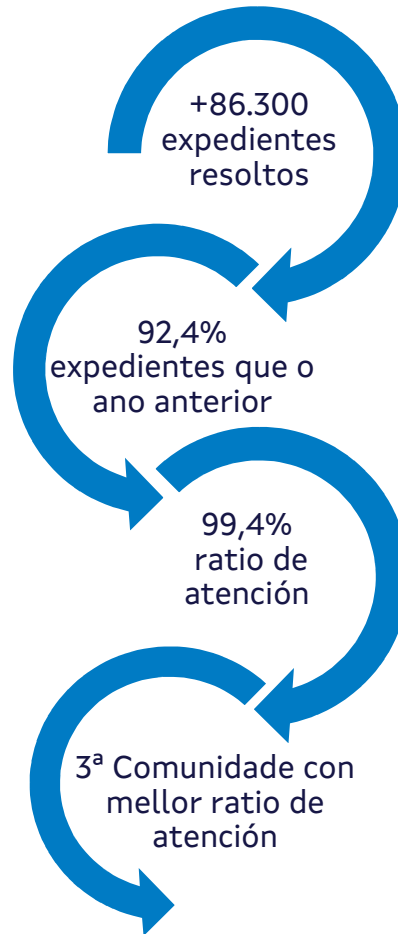 +86.300
expedientes
resoltos
92,4%
expedientes que o
ano anterior
99,4%
ratio de
atención
3ª Comunidade con
mellor ratio de
atención